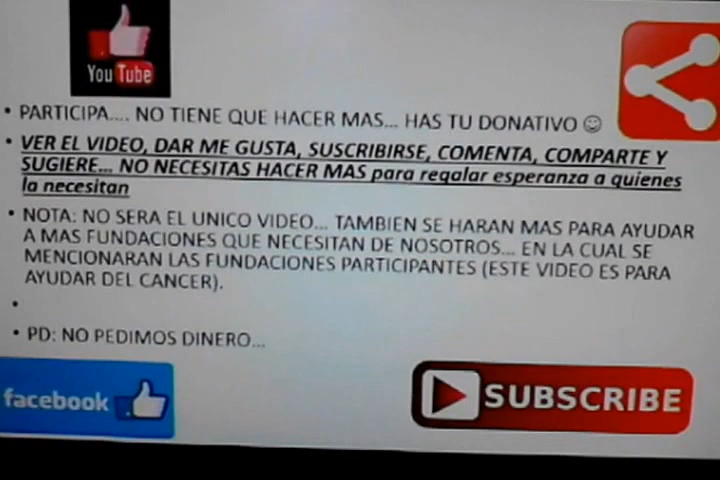 You Tube
• PARTICIPA.... NO TIENE QUE HACER MAS... HAS TU DONATIVO ☺
• VER EL VIDEO, DAR ME GUSTA, SUSCRIBIRSE, COMENTA, COMPARTE Y
SUGIERE... NO NECESITAS HACER MAS para regalar esperanza a quienes
la necesitan
• NOTA: NO SERA EL UNICO VIDEO... TAMBIEN SE HARAN MAS PARA AYUDAR
A MAS FUNDACIONES QUE NECESITAN DE NOSOTROS... EN LA CUAL SE
MENCIONARAN LAS FUNDACIONES PARTICIPANTES (ESTE VIDEO ES PARA
AYUDAR DEL CANCER).
•
• PD: NO PEDIMOS DINERO...
facebook
SUBSCRIBE